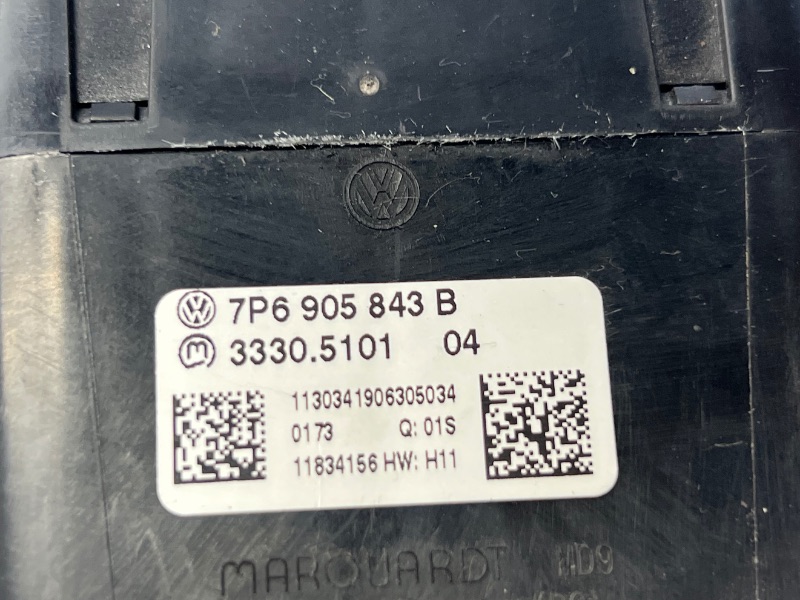 7P6 905 843 B
3330.5101 04
1130341906305034
0173 Q: 01S
11834156 HW: H11
MARQUARDT